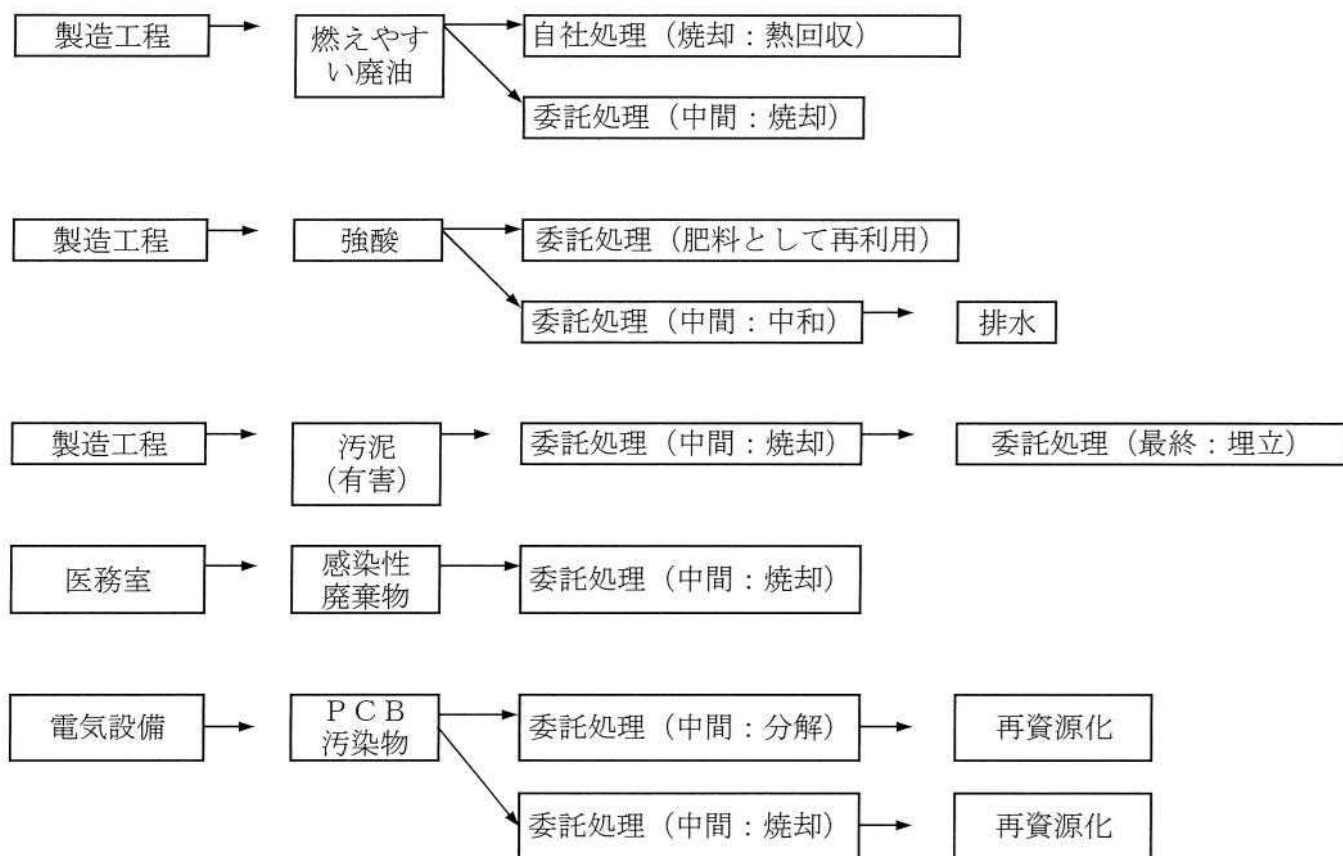 製造工程
燃えやす
い廃油
自社処理（焼却：熱回収）
委託処理（中間：焼却）
製造工程
強酸
委託処理（肥料として再利用）
委託処理（中間：中和）
排水
製造工程
汚泥
（有害）
委託処理（中間：焼却）
委託処理（最終：埋立）
医務室
感染性
廃棄物
委託処理（中間：焼却）
電気設備
ＰＣＢ
汚染物
委託処理（中間：分解）
再資源化
委託処理（中間：焼却）
再資源化